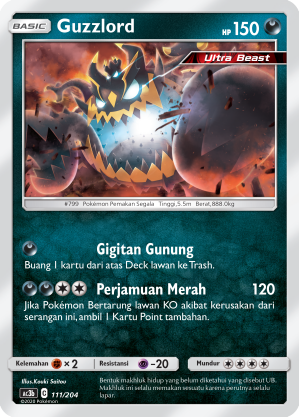 BASIC Guzzlord HP 150
Ultra Beast
#799 Pokémon Pemakan Segala Tinggi,5.5m Berat,888.0kg
Gigitan Gunung
Buang 1 kartu dari atas Deck lawan ke Trash.
Perjamuan Merah 120
Jika Pokémon Bertarung lawan KO akibat kerusakan dari
serangan ini, ambil 1 Kartu Point tambahan.
Kelemahan ×2 Resistansi -20 Mundur
Illus.Kouki Saitou
AC3b D 111/204
©2020 Pokémon
Bentuk makhluk hidup yang belum diketahui yang disebut UB.
Makhluk ini selalu memakan sesuatu karena perutnya selalu
lapar.